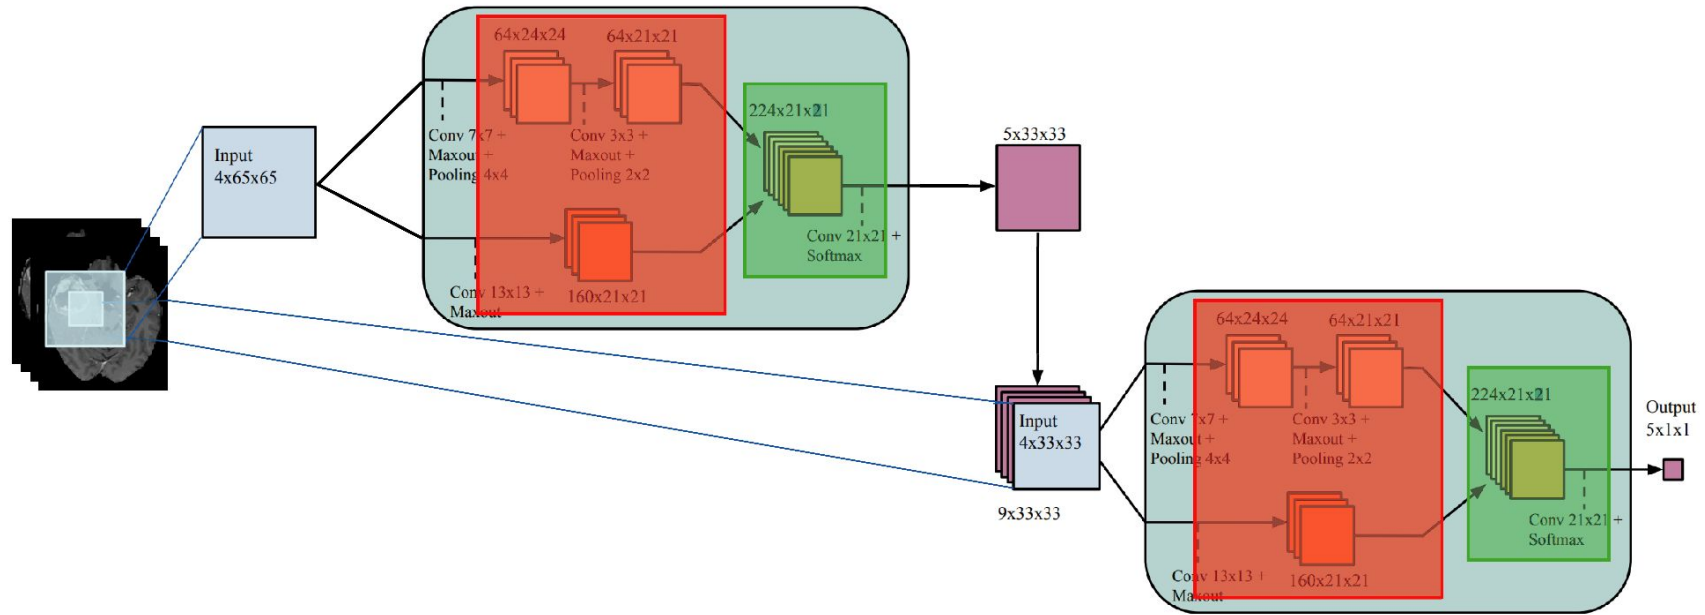 Input
4x65x65
64x24x24
64x21x21
Conv 7x7 +
Maxout +
Pooling 4x4
Conv 3x3 +
Maxout +
Pooling 2x2
Conv 13x13 +
Maxout
160x21x21
224x21x21
Conv 21x21 +
Softmax
5x33x33
Input
4x33x33
9x33x33
64x24x24
64x21x21
Conv 7x7 +
Maxout +
Pooling 4x4
Conv 3x3 +
Maxout +
Pooling 2x2
Conv 13x13 +
Maxout
160x21x21
224x21x21
Conv 21x21 +
Softmax
Output
5x1x1